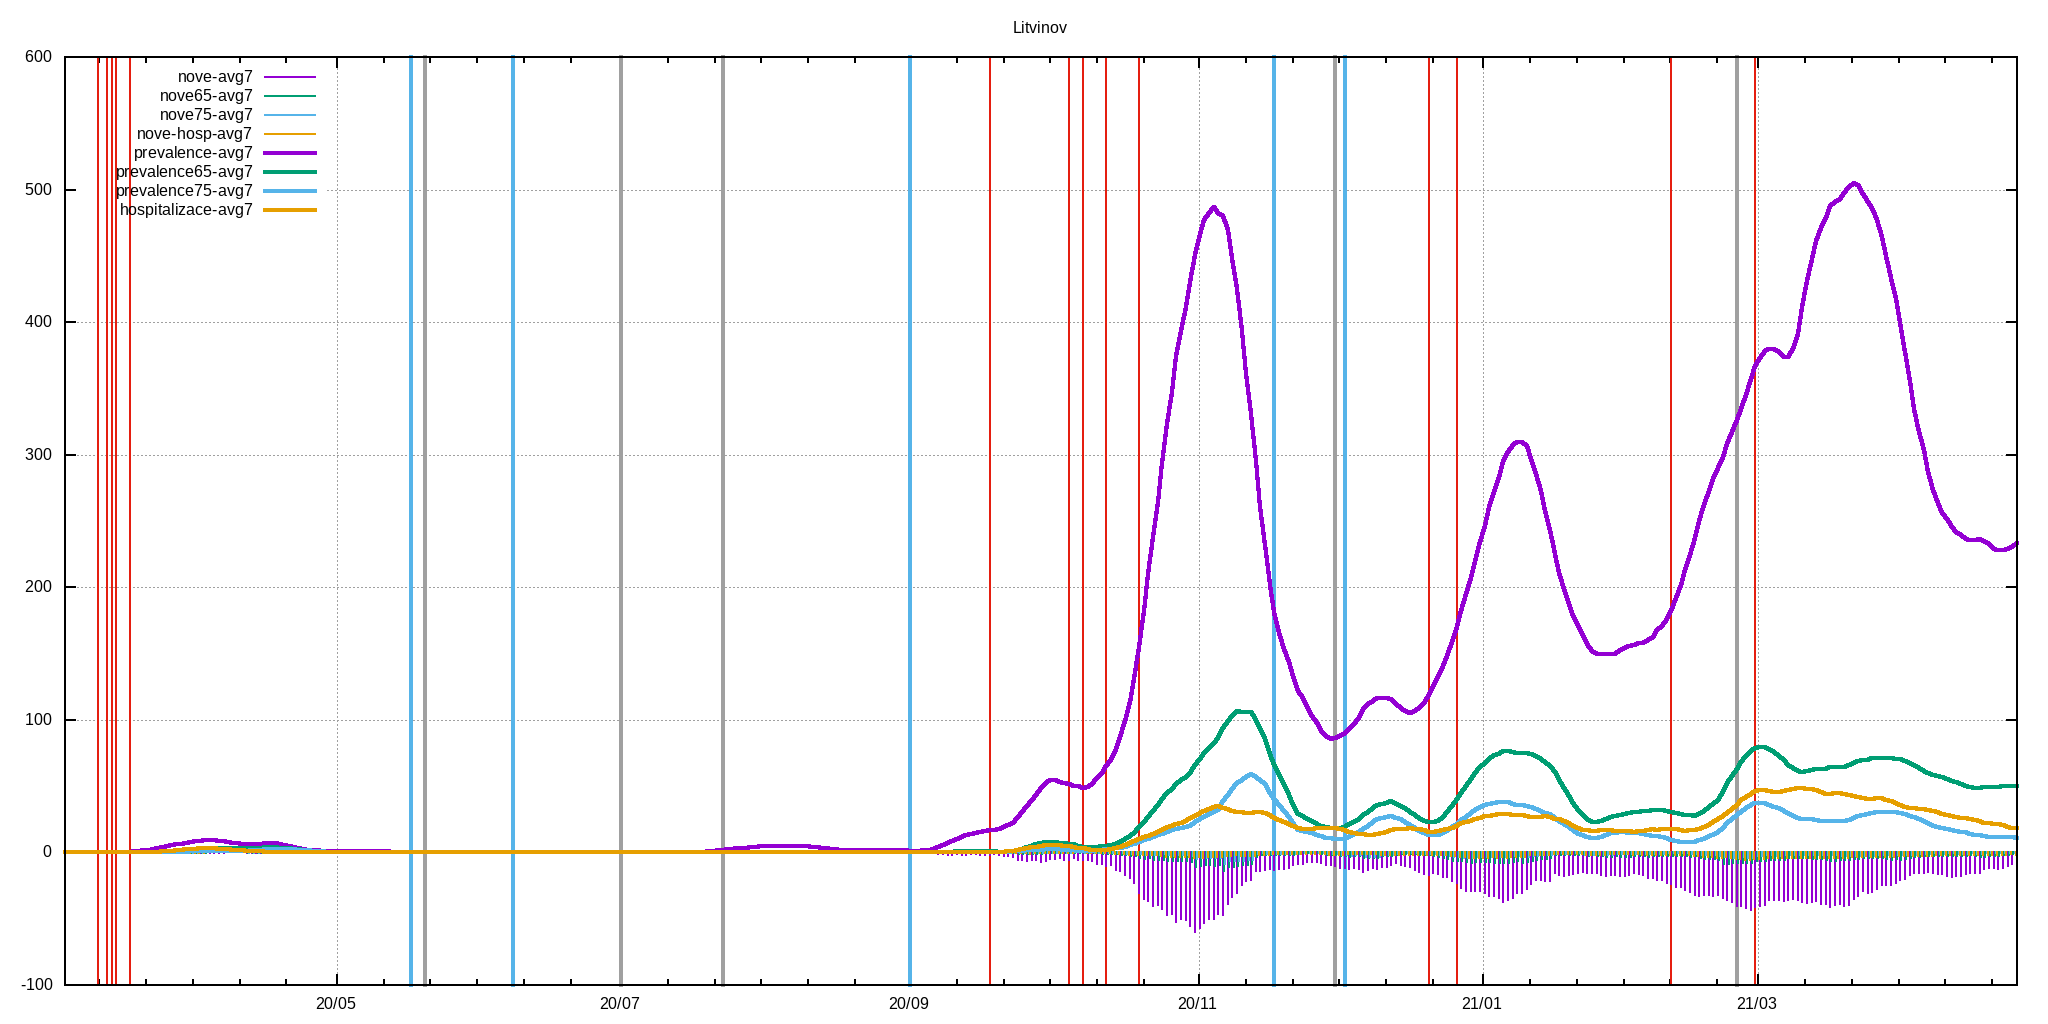 Litvinov
600
500
400
300
200
100
0
-100
nove-avg7
nove65-avg7
nove75-avg7
nove-hosp-avg7
prevalence-avg7
prevalence65-avg7
prevalence75-avg7
hospitalizace-avg7
20/05
20/07
20/09
20/11
21/01
21/03